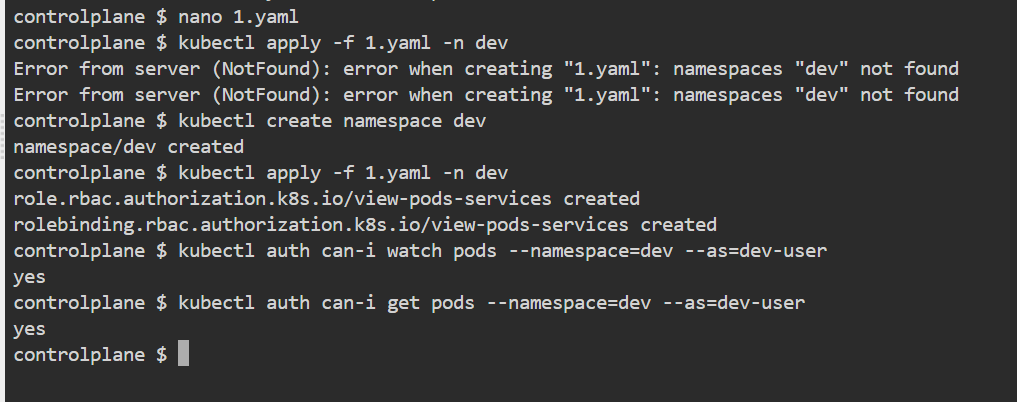 controlplane $ nano 1.yaml
controlplane $ kubectl apply -f 1.yaml -n dev
Error from server (NotFound): error when creating "1.yaml": namespaces "dev" not found
Error from server (NotFound): error when creating "1.yaml": namespaces "dev" not found
controlplane $ kubectl create namespace dev
namespace/dev created
controlplane $ kubectl apply -f 1.yaml -n dev
role.rbac.authorization.k8s.io/view-pods-services created
rolebinding.rbac.authorization.k8s.io/view-pods-services created
controlplane $ kubectl auth can-i watch pods --namespace=dev --as=dev-user
yes
controlplane $ kubectl auth can-i get pods --namespace=dev --as=dev-user
yes
controlplane $